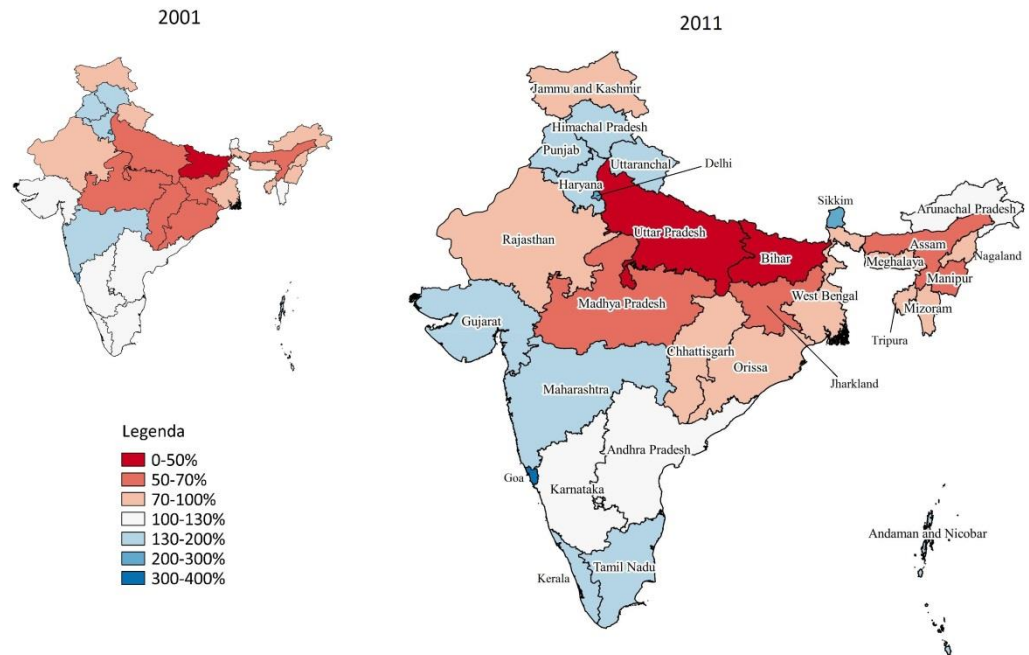 2001
2011
Jammu and Kashmir
Himachal Pradesh
Punjab
Uttaranchal
Delhi
Haryana
Sikkim
Arunachal Pradesh
Rajasthan
Uttar Pradesh
Assam
Bihar
Meghalaya
Nagaland
Manipur
Madhya Pradesh
West Bengal
Mizoram
Gujarat
Tripura
Chhattisgarh
Orissa
Jharkland
Maharashtra
Legenda
0-50%
50-70%
70-100%
100-130%
130-200%
200-300%
300-400%
Andhra Pradesh
Goa
Karnataka
Andaman and Nicobar
Kerala
Tamil Nadu